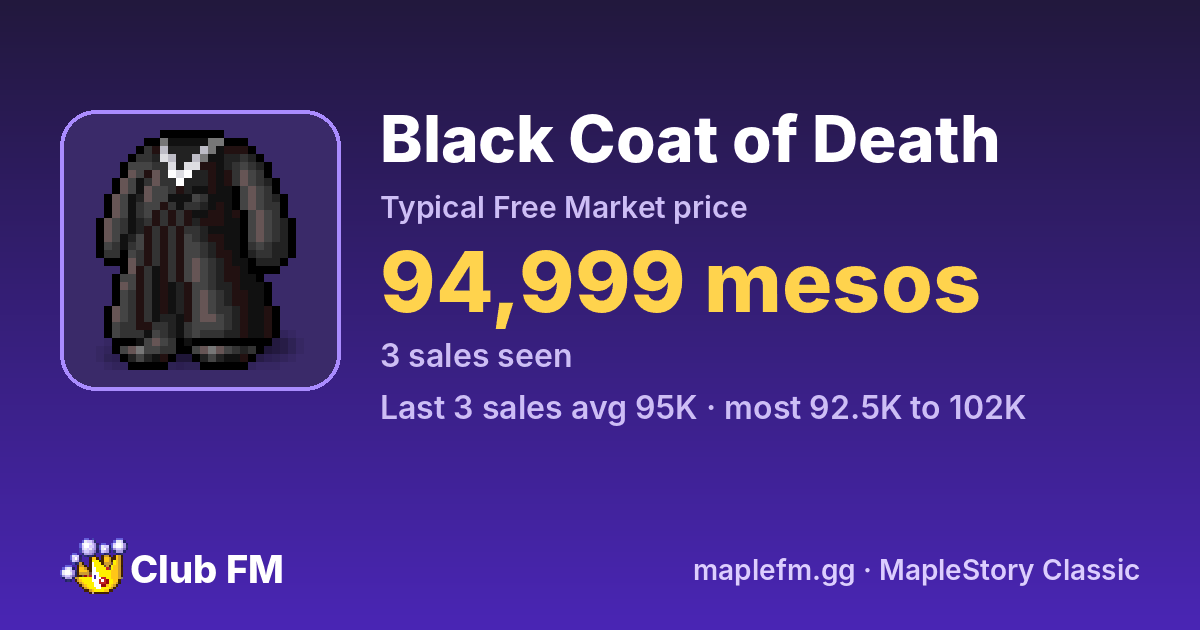 Black Coat of Death
Typical Free Market price
94,999 mesos
3 sales seen
Last 3 sales avg 95K · most 92.5K to 102K
Club FM
maplefm.gg · MapleStory Classic